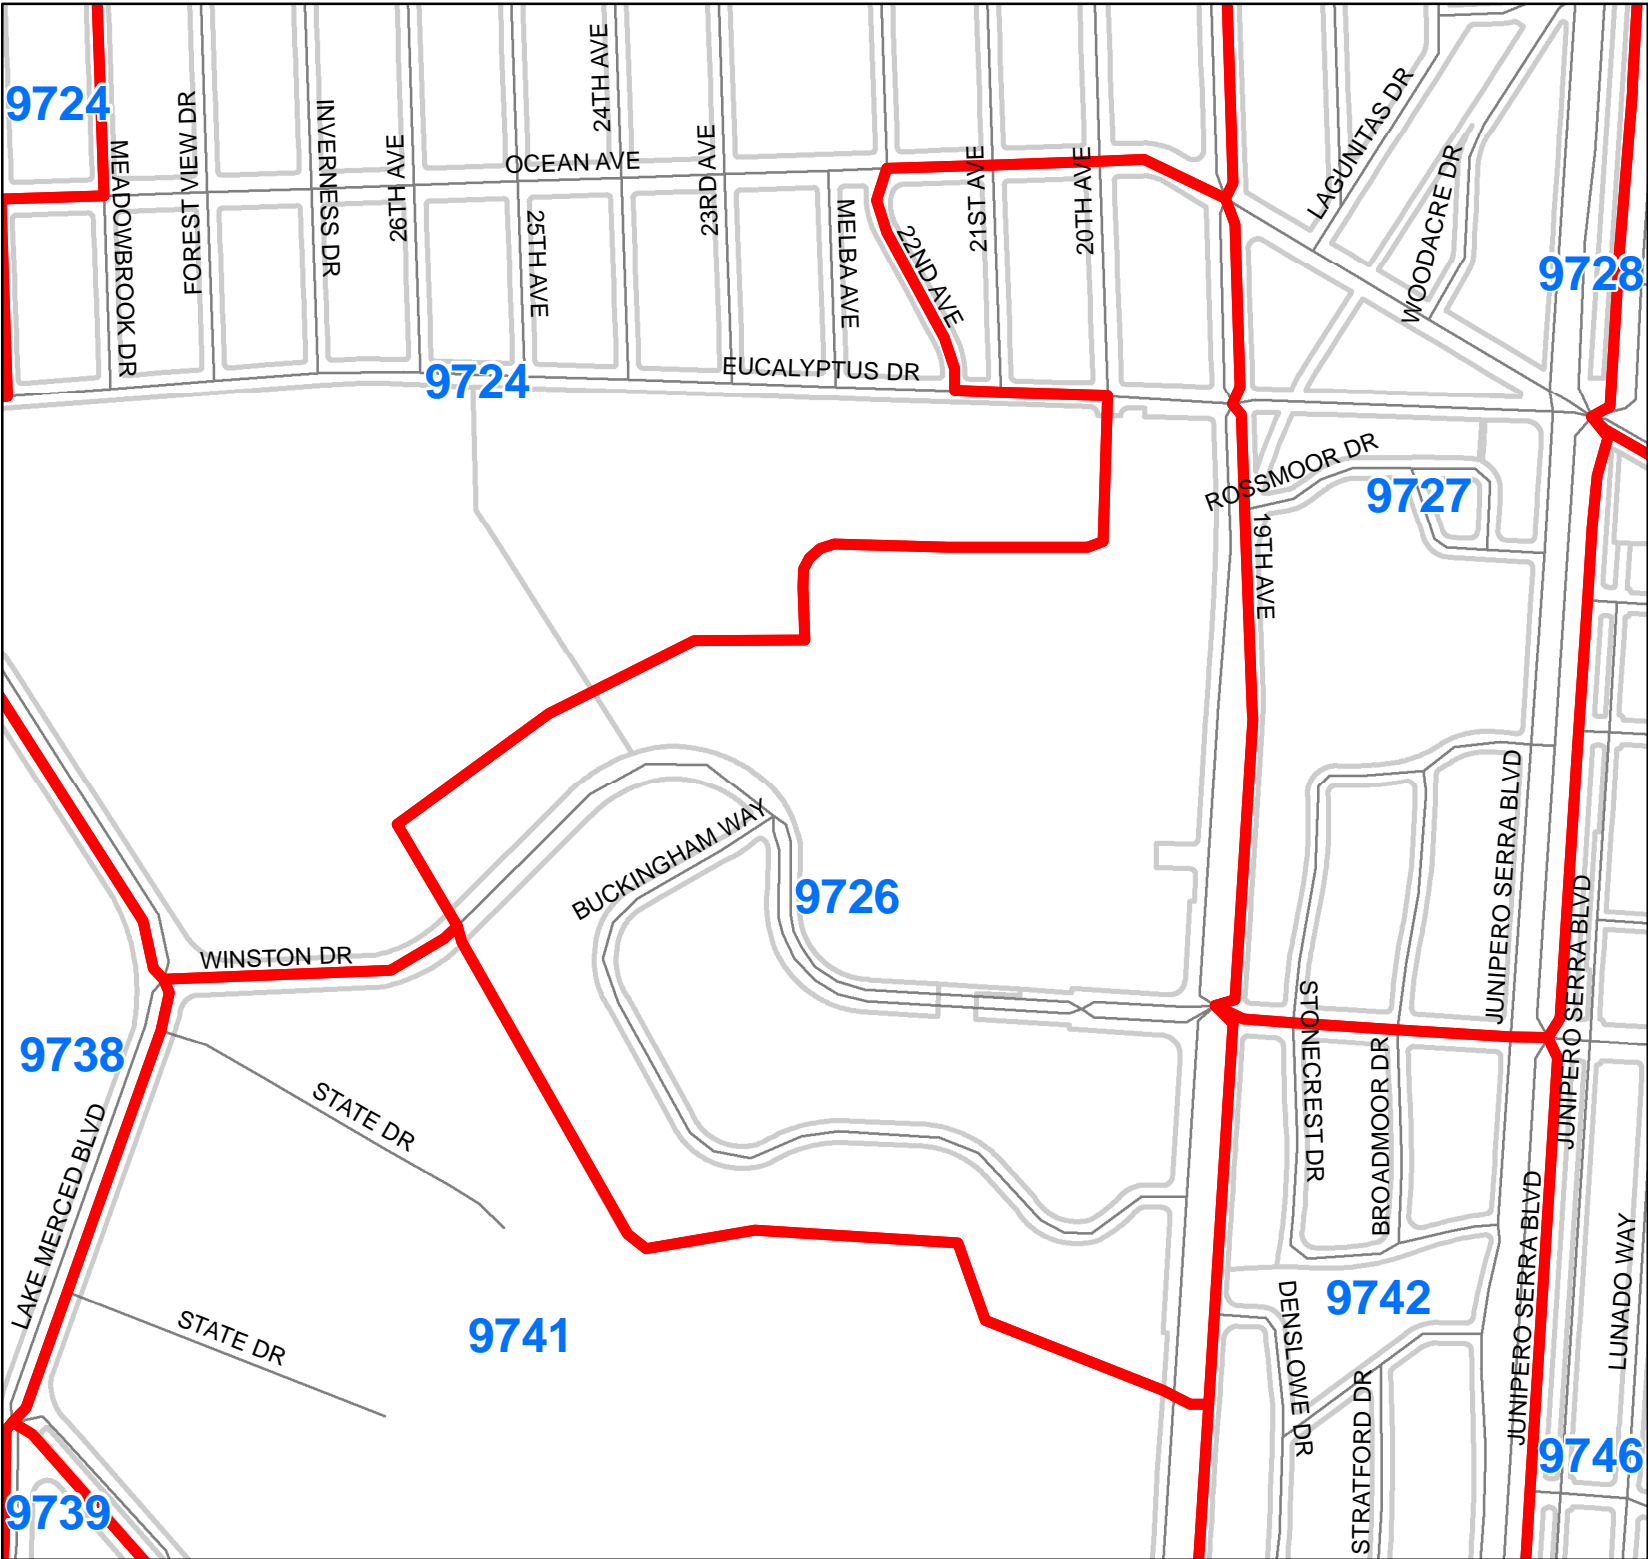 9724
MEADOWBROOK DR
FOREST VIEW DR
INVERNESS DR
26TH AVE
24TH AVE
OCEAN AVE
25TH AVE
23RD AVE
MELBA AVE
22ND AVE
21ST AVE
20TH AVE
LAGUNITAS DR
WOODACRE DR
9728
9724
EUCALYPTUS DR
ROSSMOOR DR
9727
19TH AVE
BUCKINGHAM WAY
9726
JUNIPERO SERRA BLVD
JUNIPERO SERRA BLVD
WINSTON DR
9738
STATE DR
STONECREST DR
BROADMOOR DR
LAKE MERCED BLVD
STATE DR
9741
DENSLOWE DR
9742
JUNIPERO SERRA BLVD
LUNADO WAY
STRATFORD DR
9746
9739